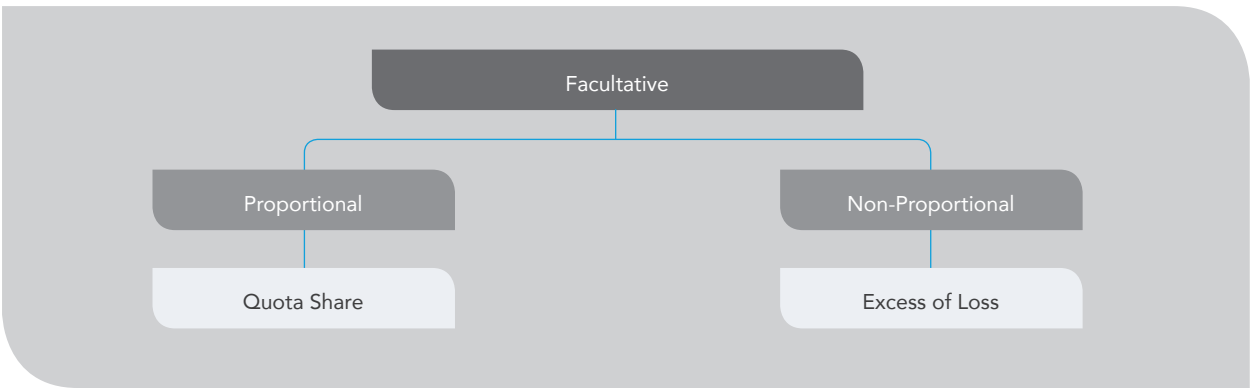 Facultative
Proportional
Non-Proportional
Quota Share
Excess of Loss